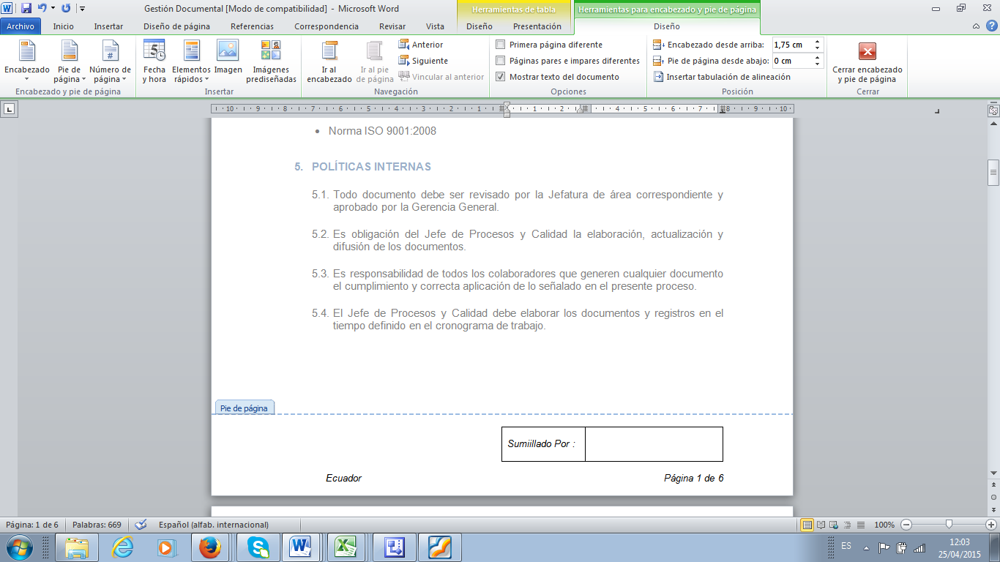 Gestión Documental [Modo de compatibilidad] - Microsoft Word
Herramientas de tabla
Herramientas para encabezado y pie de página
Archivo Inicio Insertar Diseño de página Referencias Correspondencia Revisar Vista Diseño Presentación Diseño
Encabezado
Pie de página
Número de página
Encabezado y pie de página
Fecha y hora
Elementos rápidos
Imagen
Imágenes prediseñadas
Insertar
Ir al encabezado
Ir al pie de página
Anterior
Siguiente
Vincular al anterior
Navegación
Primera página diferente
Páginas pares e impares diferentes
Mostrar texto del documento
Opciones
Encabezado desde arriba: 1,75 cm
Pie de página desde abajo: 0 cm
Insertar tabulación de alineación
Posición
Cerrar encabezado y pie de página
Cerrar
10 9 8 7 6 5 4 3 2 1 1 2 4 5 6 7 8 9 10
• Norma ISO 9001:2008
5. POLÍTICAS INTERNAS
5.1. Todo documento debe ser revisado por la Jefatura de área correspondiente y
aprobado por la Gerencia General.
5.2. Es obligación del Jefe de Procesos y Calidad la elaboración, actualización y
difusión de los documentos.
5.3. Es responsabilidad de todos los colaboradores que generen cualquier documento
el cumplimiento y correcta aplicación de lo señalado en el presente proceso.
5.4. El Jefe de Procesos y Calidad debe elaborar los documentos y registros en el
tiempo definido en el cronograma de trabajo.
Pie de página
Sumiillado Por :
Ecuador Página 1 de 6
Página: 1 de 6 Palabras: 669 Español (alfab. internacional) 100%
ES 12:03
25/04/2015